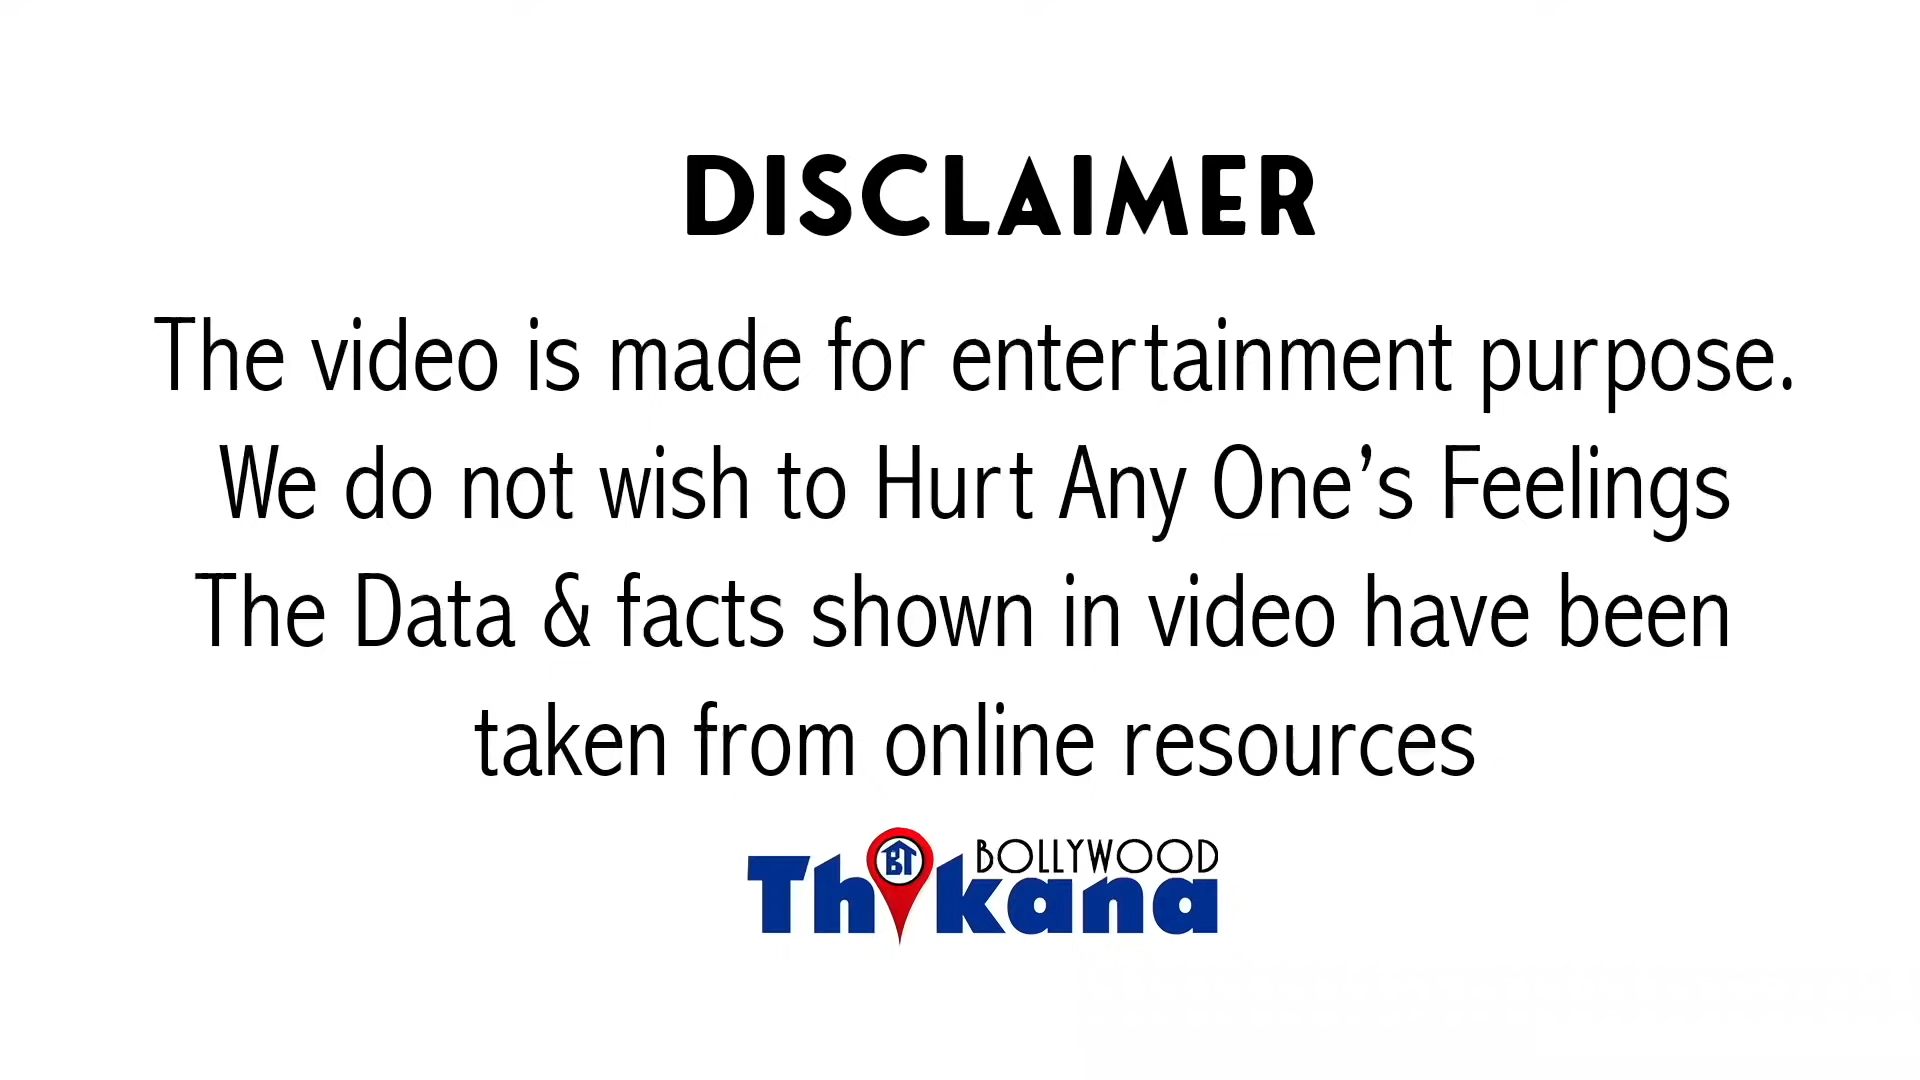 DISCLAIMER
The video is made for entertainment purpose.
We do not wish to Hurt Any One’s Feelings
The Data & facts shown in video have been
taken from online resources
BT
BOLLYWOOD
Thikana